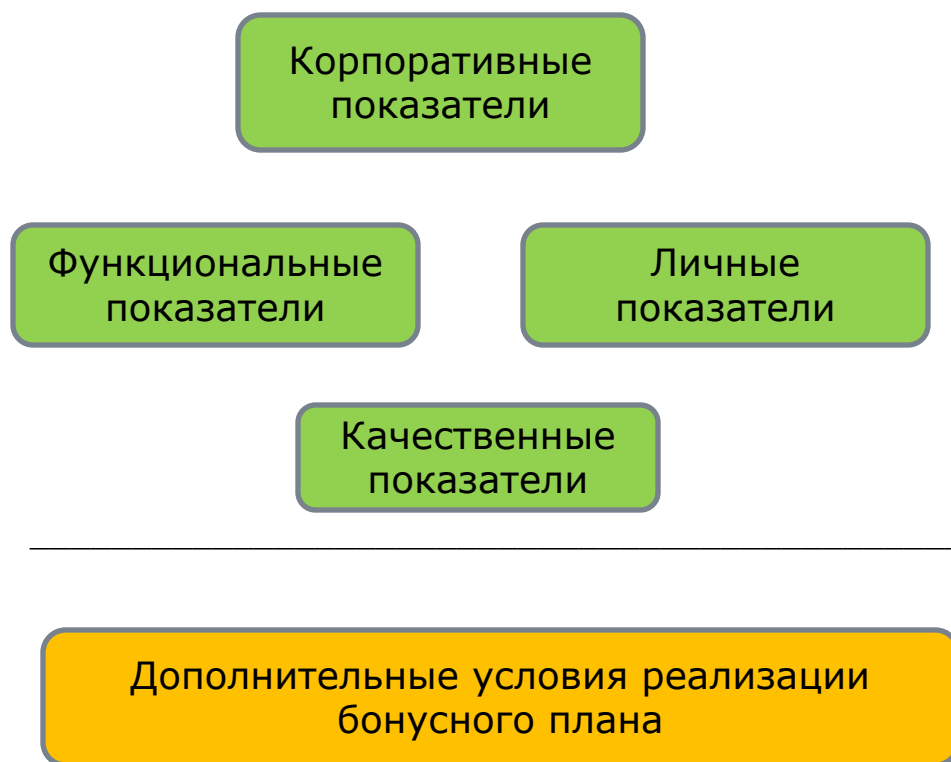 Корпоративные
показатели
Функциональные
показатели
Личные
показатели
Качественные
показатели
Дополнительные условия реализации
бонусного плана